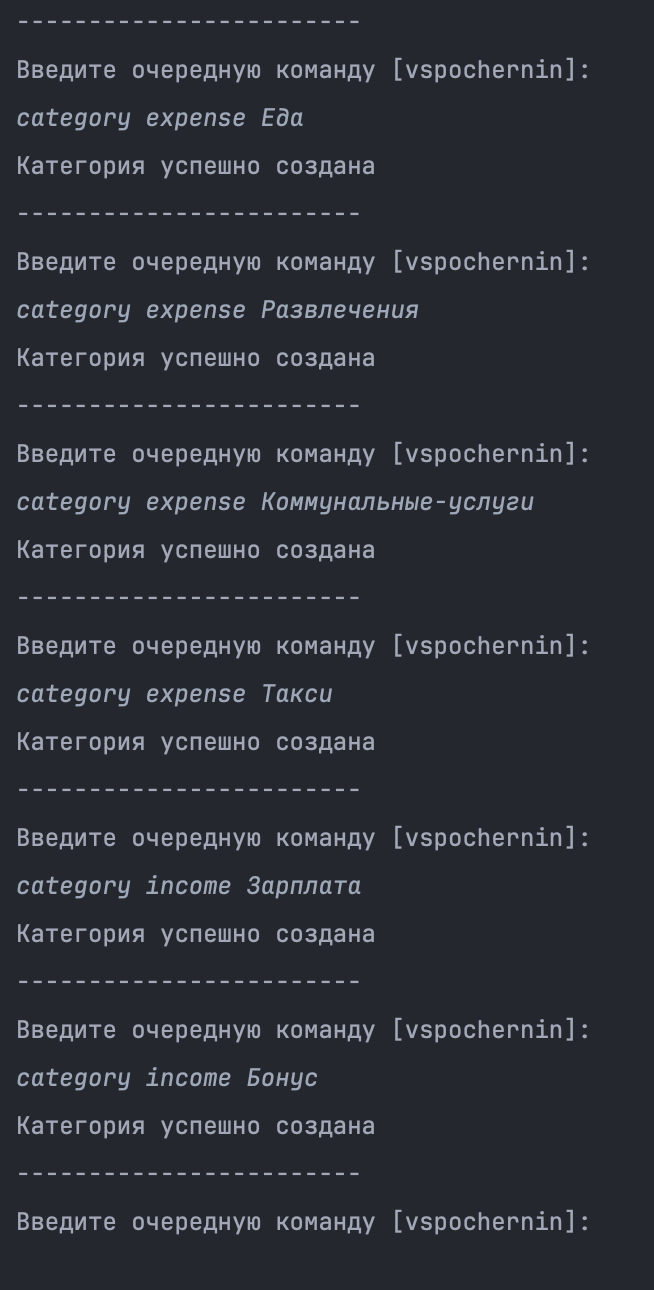 ------------------------
Введите очередную команду [vspochernin]:
category expense Еда
Категория успешно создана
------------------------
Введите очередную команду [vspochernin]:
category expense Развлечения
Категория успешно создана
------------------------
Введите очередную команду [vspochernin]:
category expense Коммунальные-услуги
Категория успешно создана
------------------------
Введите очередную команду [vspochernin]:
category expense Такси
Категория успешно создана
------------------------
Введите очередную команду [vspochernin]:
category income Зарплата
Категория успешно создана
------------------------
Введите очередную команду [vspochernin]:
category income Бонус
Категория успешно создана
------------------------
Введите очередную команду [vspochernin]: